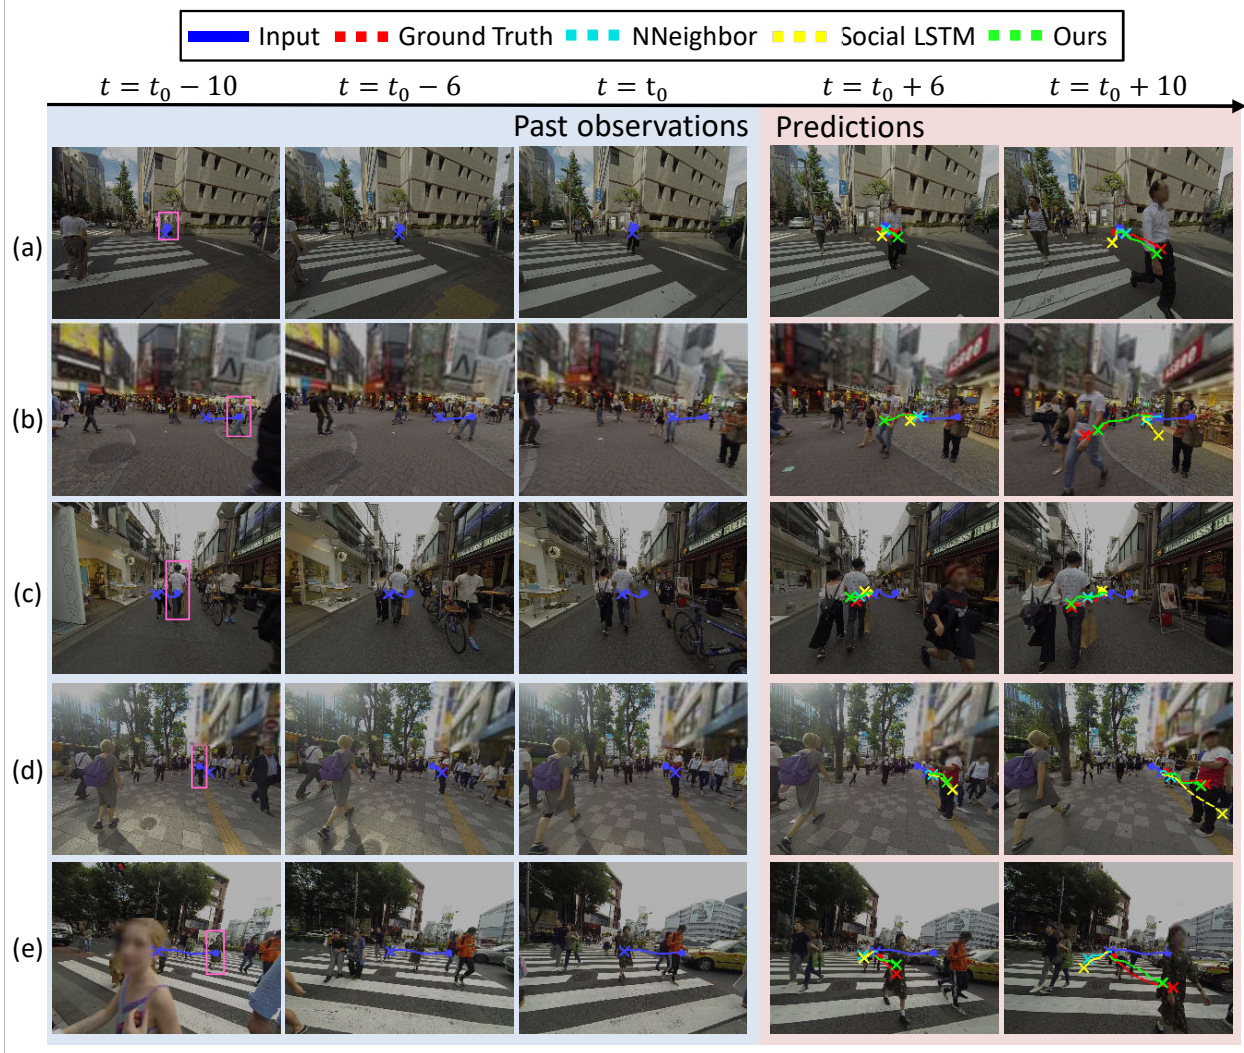 Input Ground Truth NNeighbor Social LSTM Ours
t = t₀ − 10 t = t₀ − 6 t = t₀ t = t₀ + 6 t = t₀ + 10
Past observations Predictions
(a)
(b)
(c)
(d)
(e)